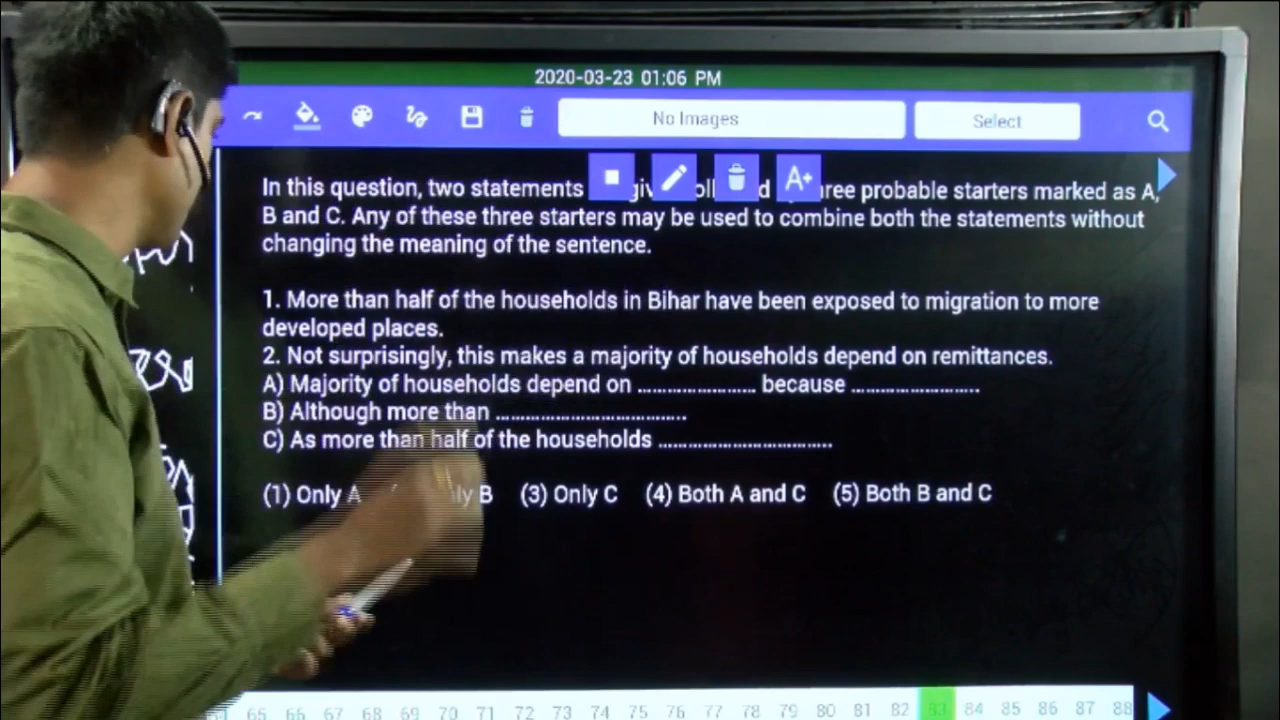 2020-03-23 01:06 PM
No Images
Select
A+
In this question, two statements hree probable starters marked as A,
B and C. Any of these three starters may be used to combine both the statements without
changing the meaning of the sentence.
1. More than half of the households in Bihar have been exposed to migration to more
developed places.
2. Not surprisingly, this makes a majority of households depend on remittances.
A) Majority of households depend on ........................ because ..........................
B) Although more than .......................................
C) As more than half of the households ...................................
(1) Only A B (3) Only C (4) Both A and C (5) Both B and C
65 66 67 68 69 70 71 72 73 74 75 76 77 78 79 80 81 82 83 84 85 86 87 88